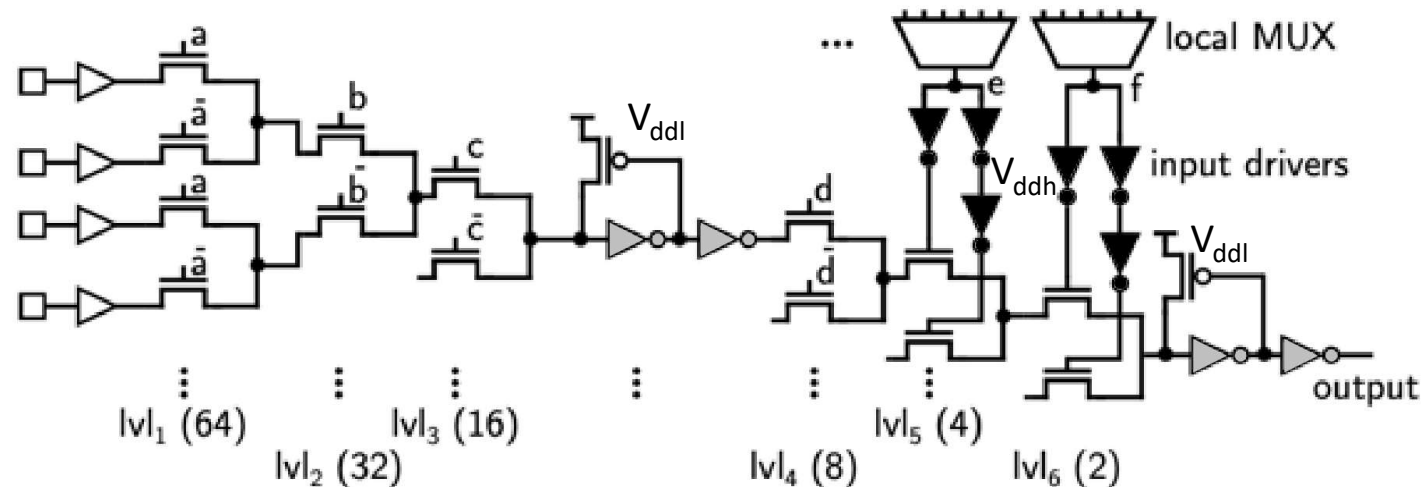 local MUX
...
a
e
f
b
V_ddl
a̅
input drivers
c
V_ddh
a
b̅
d
V_ddl
c̅
a̅
d̅
output
lvl₁ (64)
lvl₃ (16)
lvl₅ (4)
lvl₂ (32)
lvl₄ (8)
lvl₆ (2)